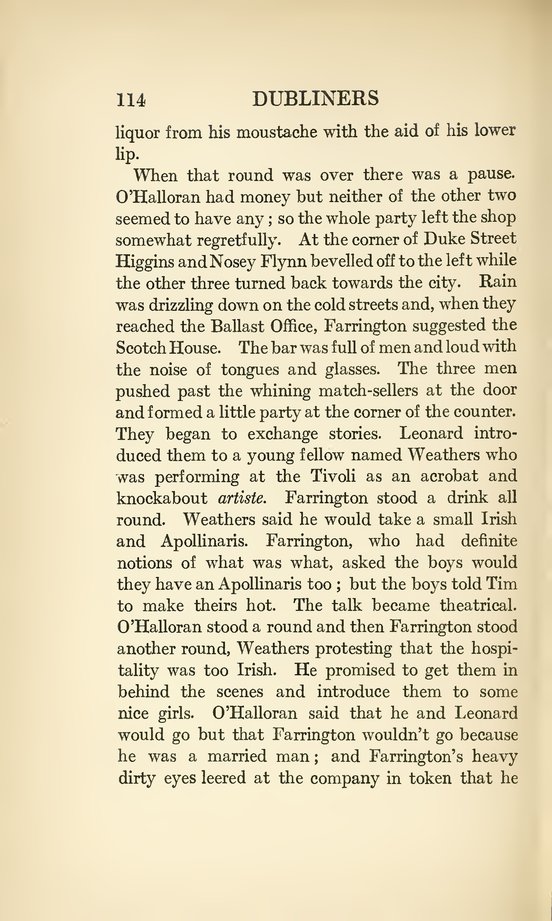 114 DUBLINERS
liquor from his moustache with the aid of his lower
lip.
When that round was over there was a pause.
O'Halloran had money but neither of the other two
seemed to have any ; so the whole party left the shop
somewhat regretfully. At the corner of Duke Street
Higgins and Nosey Flynn bevelled off to the left while
the other three turned back towards the city. Rain
was drizzling down on the cold streets and, when they
reached the Ballast Office, Farrington suggested the
Scotch House. The bar was full of men and loud with
the noise of tongues and glasses. The three men
pushed past the whining match-sellers at the door
and formed a little party at the corner of the counter.
They began to exchange stories. Leonard intro-
duced them to a young fellow named Weathers who
was performing at the Tivoli as an acrobat and
knockabout artiste. Farrington stood a drink all
round. Weathers said he would take a small Irish
and Apollinaris. Farrington, who had definite
notions of what was what, asked the boys would
they have an Apollinaris too ; but the boys told Tim
to make theirs hot. The talk became theatrical.
O'Halloran stood a round and then Farrington stood
another round, Weathers protesting that the hospi-
tality was too Irish. He promised to get them in
behind the scenes and introduce them to some
nice girls. O'Halloran said that he and Leonard
would go but that Farrington wouldn't go because
he was a married man ; and Farrington's heavy
dirty eyes leered at the company in token that he